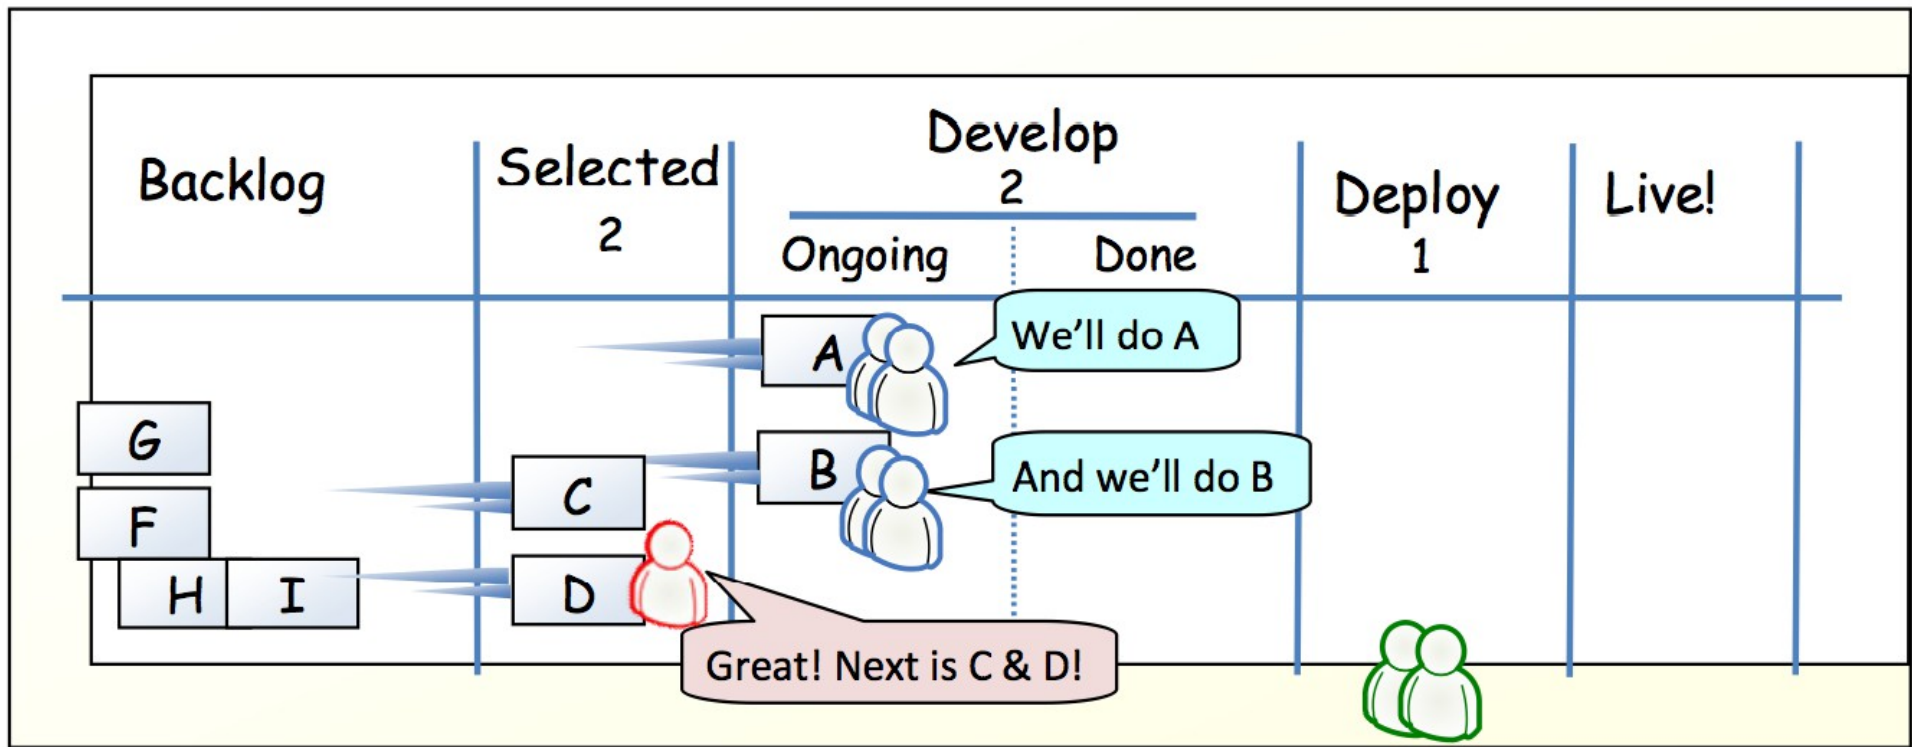 Backlog
Selected
2
Develop
2
Ongoing
Done
Deploy
1
Live!
A
We'll do A
G
B
And we'll do B
C
F
H
I
D
Great! Next is C & D!